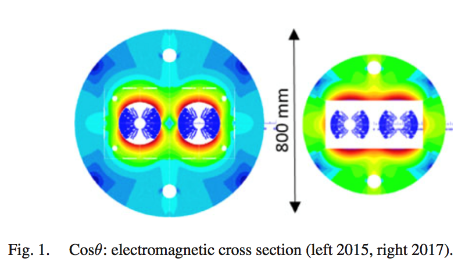 800 mm
Fig. 1. Cosθ: electromagnetic cross section (left 2015, right 2017).